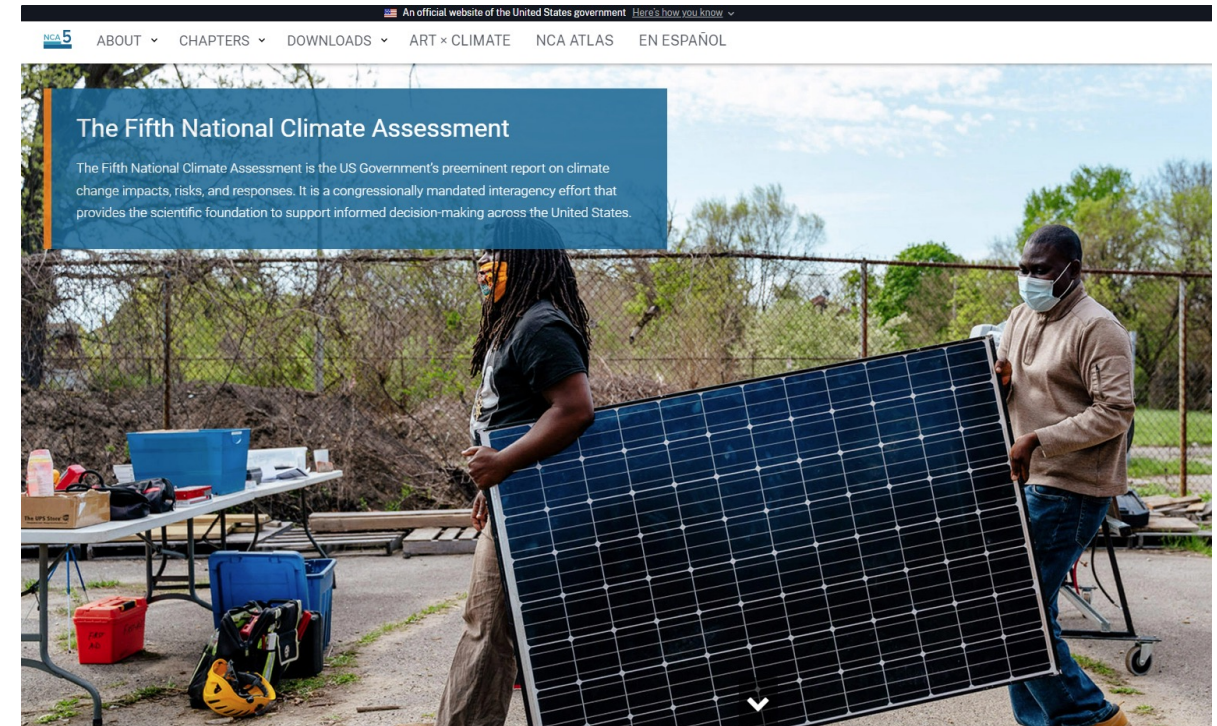 An official website of the United States government Here's how you know
NCA 5
ABOUT CHAPTERS DOWNLOADS ART × CLIMATE NCA ATLAS EN ESPAÑOL
The Fifth National Climate Assessment
The Fifth National Climate Assessment is the US Government's preeminent report on climate
change impacts, risks, and responses. It is a congressionally mandated interagency effort that
provides the scientific foundation to support informed decision-making across the United States.
The UPS Store